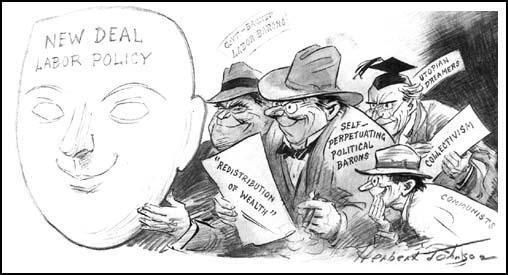 NEW DEAL
LABOR POLICY
GVT-BACKED
LABOR BARONS
UTOPIAN
DREAMERS
SELF-
PERPETUATING
POLITICAL
BARONS
COLLECTIVISM
"REDISTRIBUTION
OF WEALTH"
COMMUNISTS
Herbert Johnson